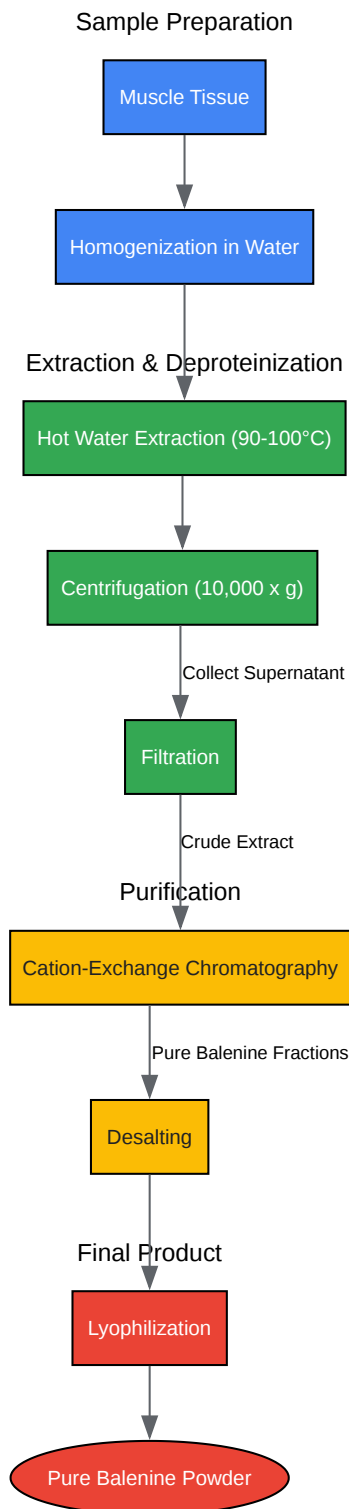 Sample Preparation
Muscle Tissue
Homogenization in Water
Extraction & Deproteinization
Hot Water Extraction (90-100°C)
Centrifugation (10,000 x g)
Collect Supernatant
Filtration
Crude Extract
Purification
Cation-Exchange Chromatography
Pure Balenine Fractions
Desalting
Final Product
Lyophilization
Pure Balenine Powder